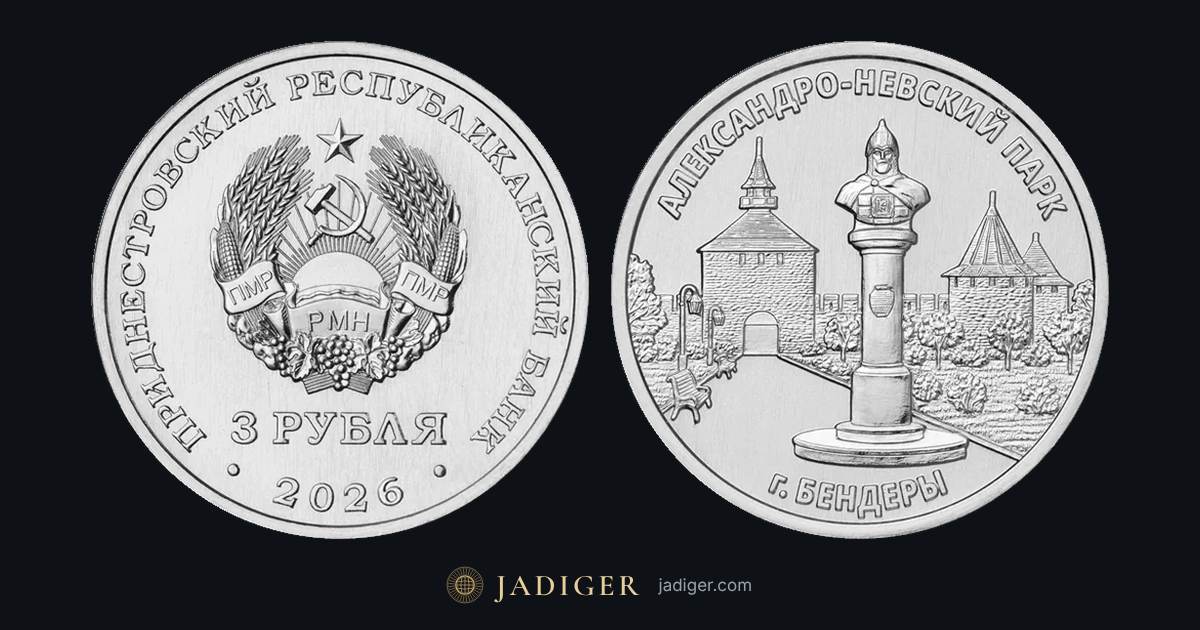 ПРИДНЕСТРОВСКИЙ РЕСПУБЛИКАНСКИЙ БАНК
ПМР
ПМР
РМН
3 РУБЛЯ
• 2026 •
АЛЕКСАНДРО-НЕВСКИЙ ПАРК
г. БЕНДЕРЫ
JADIGER
jadiger.com